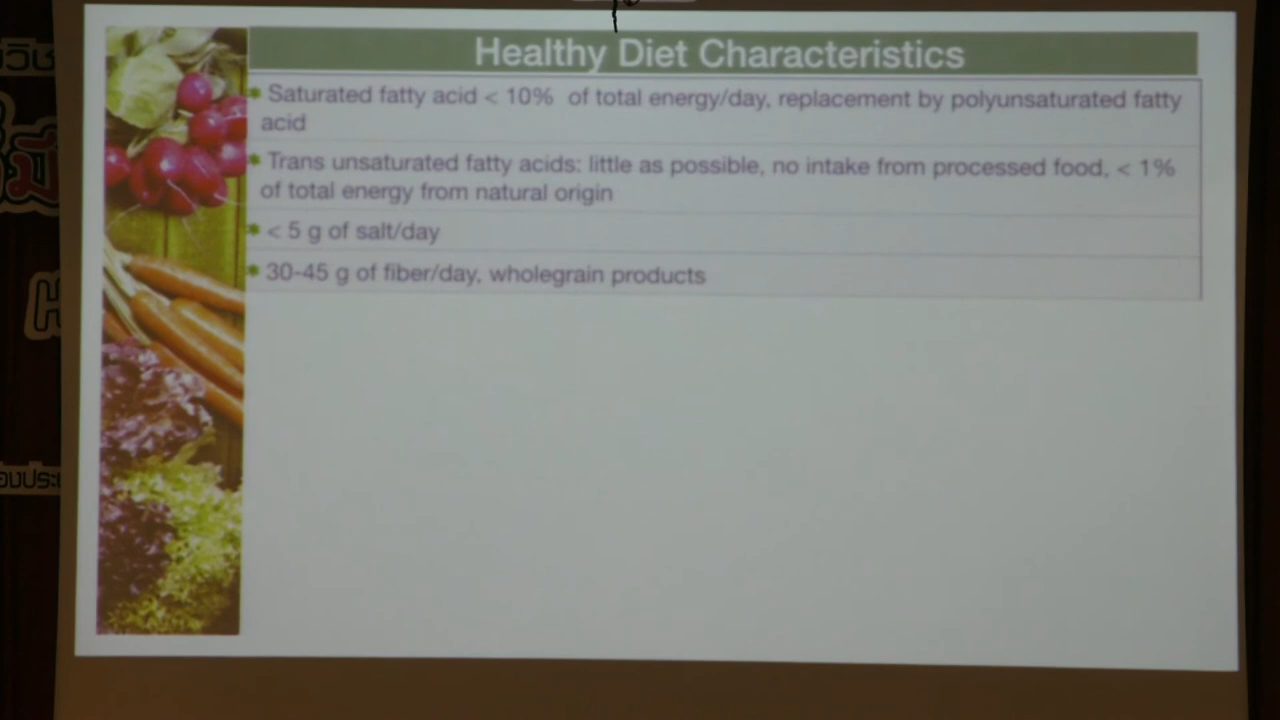 Healthy Diet Characteristics
Saturated fatty acid < 10% of total energy/day, replacement by polyunsaturated fatty
acid
Trans unsaturated fatty acids: little as possible, no intake from processed food, < 1%
of total energy from natural origin
< 5 g of salt/day
30-45 g of fiber/day, wholegrain products